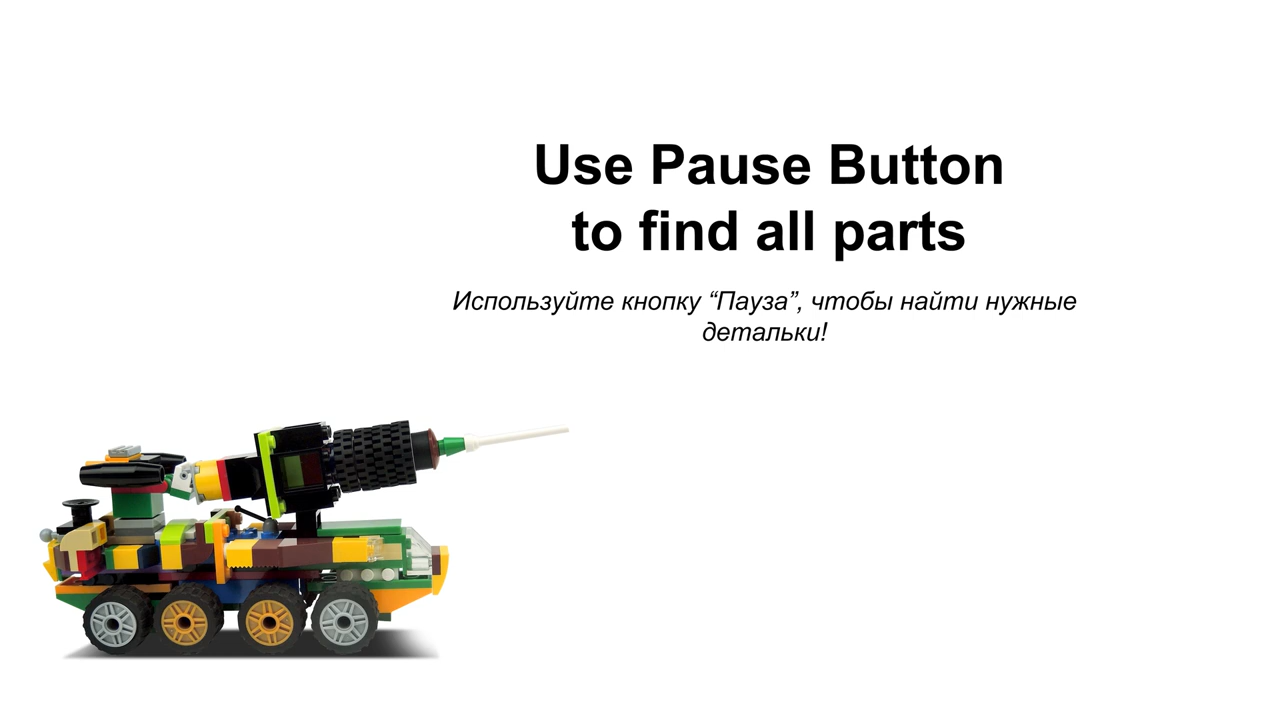 Use Pause Button
to find all parts
Используйте кнопку “Пауза”, чтобы найти нужные
детальки!